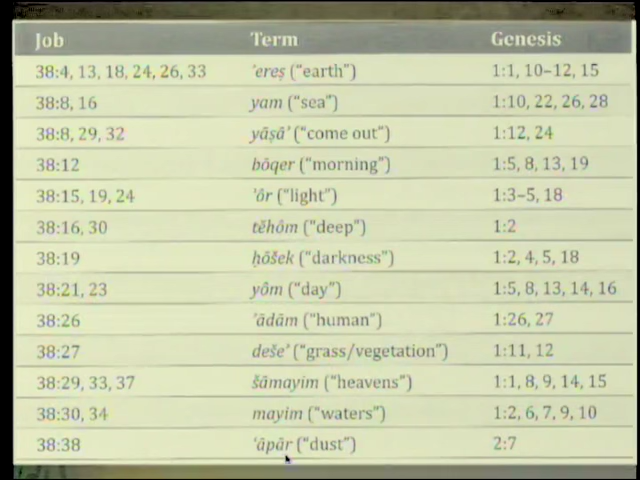 Job Term Genesis
38:4, 13, 18, 24, 26, 33 ʾereṣ (“earth”) 1:1, 10–12, 15
38:8, 16 yam (“sea”) 1:10, 22, 26, 28
38:8, 29, 32 yāṣāʾ (“come out”) 1:12, 24
38:12 bōqer (“morning”) 1:5, 8, 13, 19
38:15, 19, 24 ʾôr (“light”) 1:3–5, 18
38:16, 30 tĕhôm (“deep”) 1:2
38:19 ḥōšek (“darkness”) 1:2, 4, 5, 18
38:21, 23 yôm (“day”) 1:5, 8, 13, 14, 16
38:26 ʾādām (“human”) 1:26, 27
38:27 dešeʾ (“grass/vegetation”) 1:11, 12
38:29, 33, 37 šāmayim (“heavens”) 1:1, 8, 9, 14, 15
38:30, 34 mayim (“waters”) 1:2, 6, 7, 9, 10
38:38 ʿāpār (“dust”) 2:7